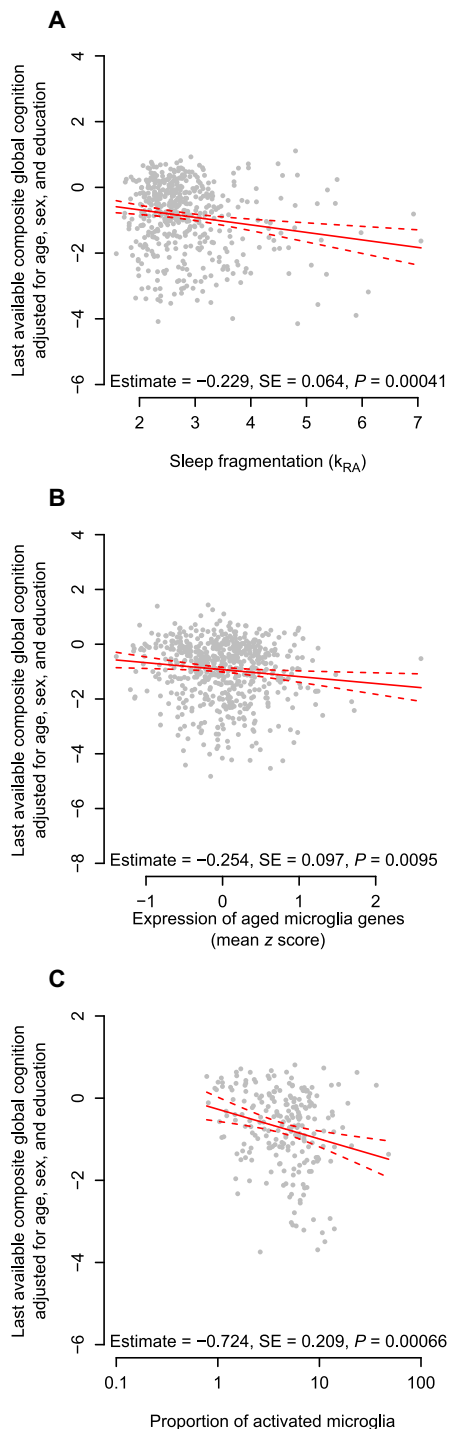 A
Last available composite global cognition
adjusted for age, sex, and education
4
2
0
−2
−4
−6
Estimate = −0.229, SE = 0.064, P = 0.00041
2 3 4 5 6 7
Sleep fragmentation (kRA)
B
Last available composite global cognition
adjusted for age, sex, and education
4
2
0
−2
−4
−6
−8
Estimate = −0.254, SE = 0.097, P = 0.0095
−1 0 1 2
Expression of aged microglia genes
(mean z score)
C
Last available composite global cognition
adjusted for age, sex, and education
2
0
−2
−4
−6
Estimate = −0.724, SE = 0.209, P = 0.00066
0.1 1 10 100
Proportion of activated microglia